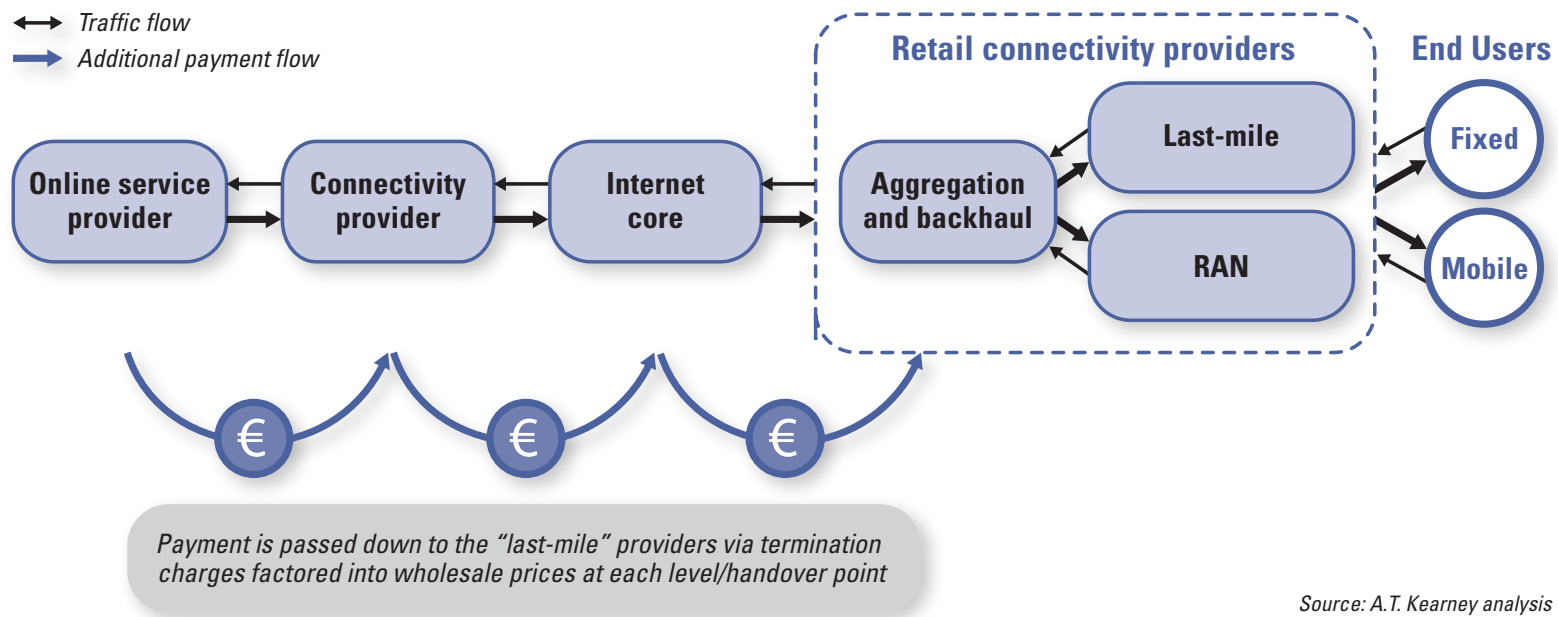 Traffic flow
Additional payment flow
Retail connectivity providers
End Users
Online service
provider
Connectivity
provider
Internet
core
Aggregation
and backhaul
Last-mile
RAN
Fixed
Mobile
€
€
€
Payment is passed down to the “last-mile” providers via termination
charges factored into wholesale prices at each level/handover point
Source: A.T. Kearney analysis